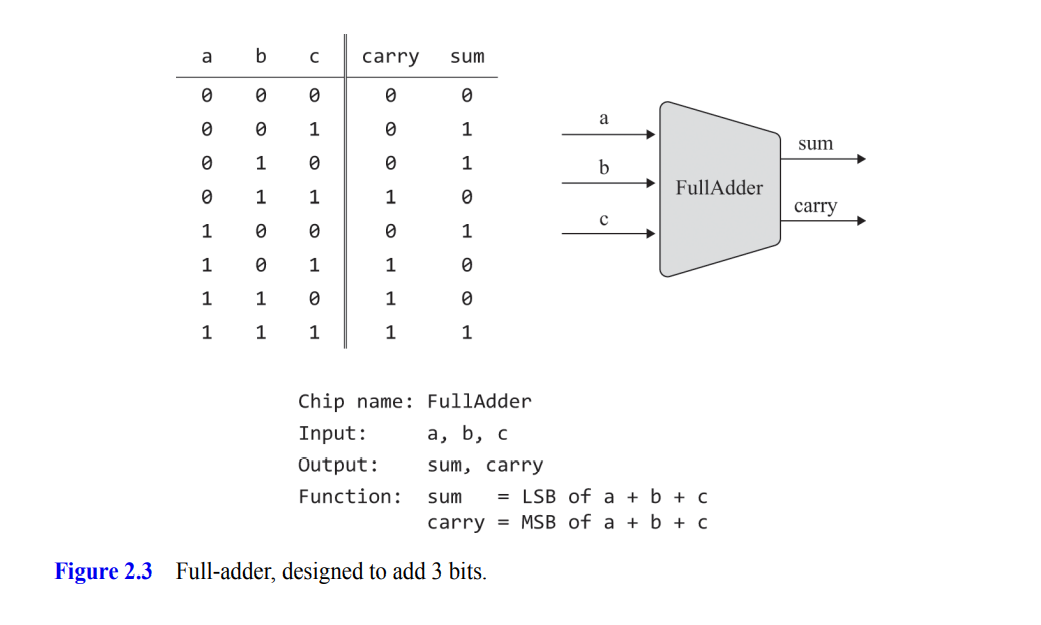 a b c carry sum
0 0 0 0 0
0 0 1 0 1
0 1 0 0 1
0 1 1 1 0
1 0 0 0 1
1 0 1 1 0
1 1 0 1 0
1 1 1 1 1
a
b
c
FullAdder
sum
carry
Chip name: FullAdder
Input: a, b, c
Output: sum, carry
Function: sum = LSB of a + b + c
carry = MSB of a + b + c
Figure 2.3 Full-adder, designed to add 3 bits.